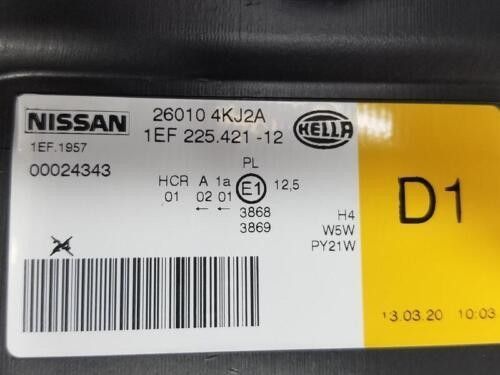 NISSAN
26010 4KJ2A
1EF 225.421 -12
HELLA
1EF.1957
00024343
PL
HCR A 1a E1 12,5
01 ← 02 ← 01
3868
3869
H4
W5W
PY21W
D1
24
13.03.20 10:03